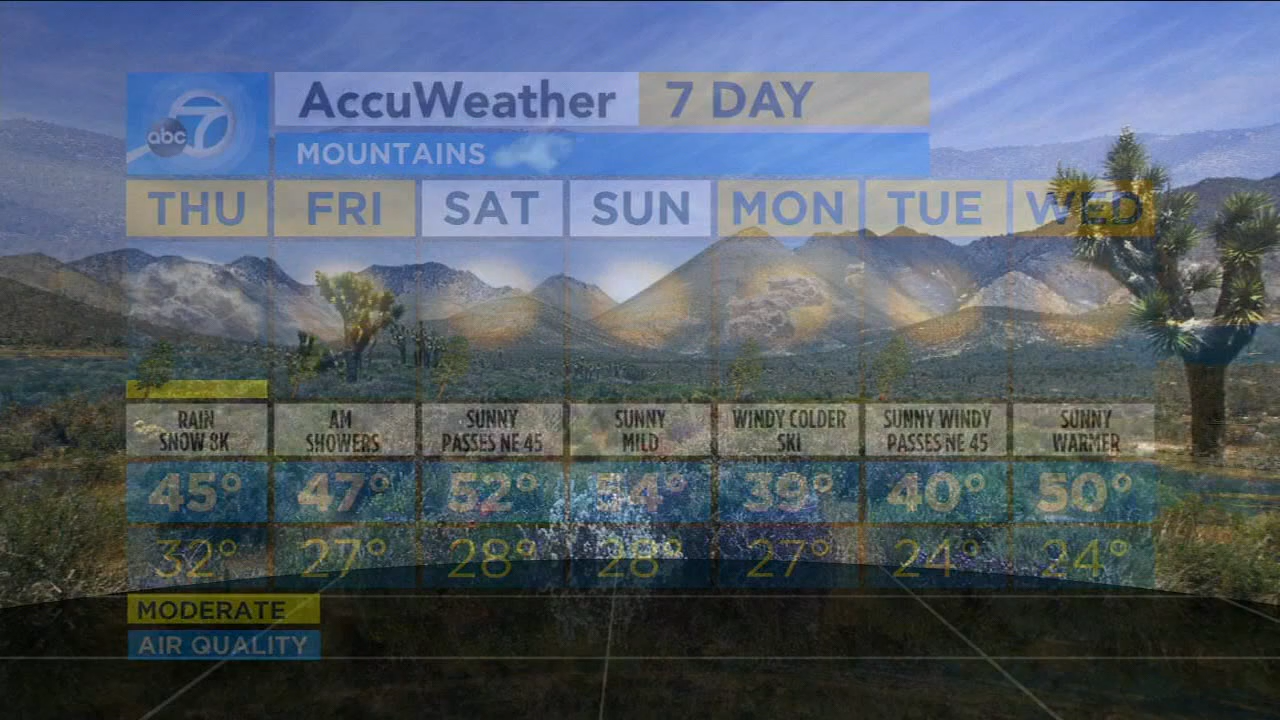 abc 7
AccuWeather 7 DAY
MOUNTAINS
THU FRI SAT SUN MON TUE WED
RAIN AM SUNNY SUNNY WINDY COLDER SUNNY WINDY SUNNY
SNOW 8K SHOWERS PASSES NE 45 MILD SKI PASSES NE 45 WARMER
45° 47° 52° 54° 39° 40° 50°
32° 27° 28° 28° 27° 24° 24°
MODERATE
AIR QUALITY